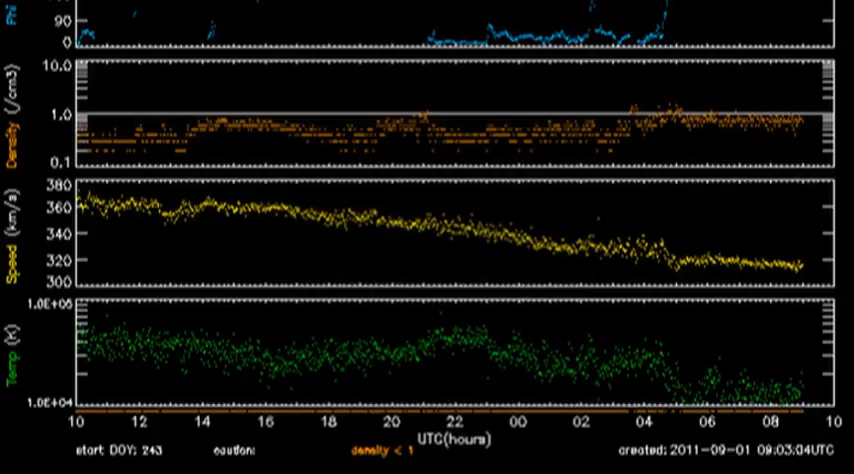 Phi
90
0
Density (/cm3)
10.0
1.0
0.1
Speed (km/s)
380
360
340
320
300
Temp (K)
1.0E+06
1.0E+04
10 12 14 16 18 20 22 00 02 04 06 08 10
UTC(hours)
start DOY: 243 caution: density < 1 created: 2011-09-01 09:03:04UTC